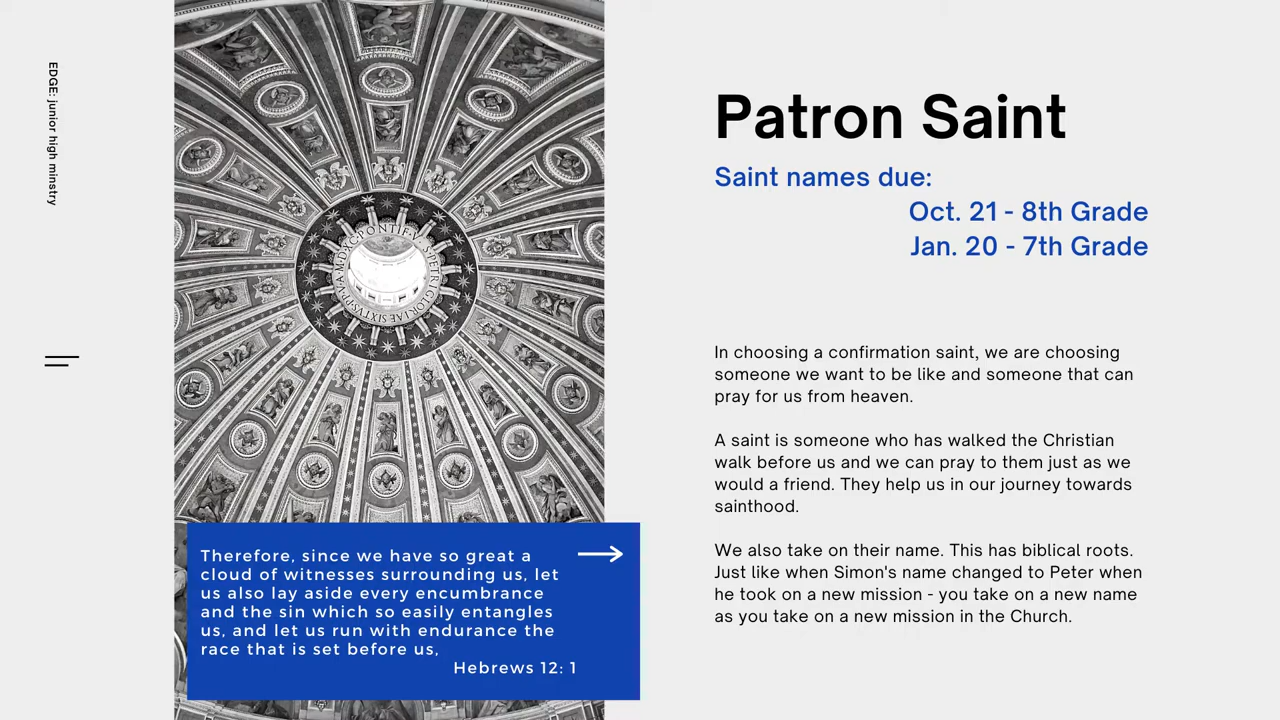 EDGE: junior high minstry
Patron Saint
Saint names due:
Oct. 21 - 8th Grade
Jan. 20 - 7th Grade
In choosing a confirmation saint, we are choosing
someone we want to be like and someone that can
pray for us from heaven.
A saint is someone who has walked the Christian
walk before us and we can pray to them just as we
would a friend. They help us in our journey towards
sainthood.
We also take on their name. This has biblical roots.
Just like when Simon's name changed to Peter when
he took on a new mission - you take on a new name
as you take on a new mission in the Church.
Therefore, since we have so great a
cloud of witnesses surrounding us, let
us also lay aside every encumbrance
and the sin which so easily entangles
us, and let us run with endurance the
race that is set before us,
Hebrews 12: 1